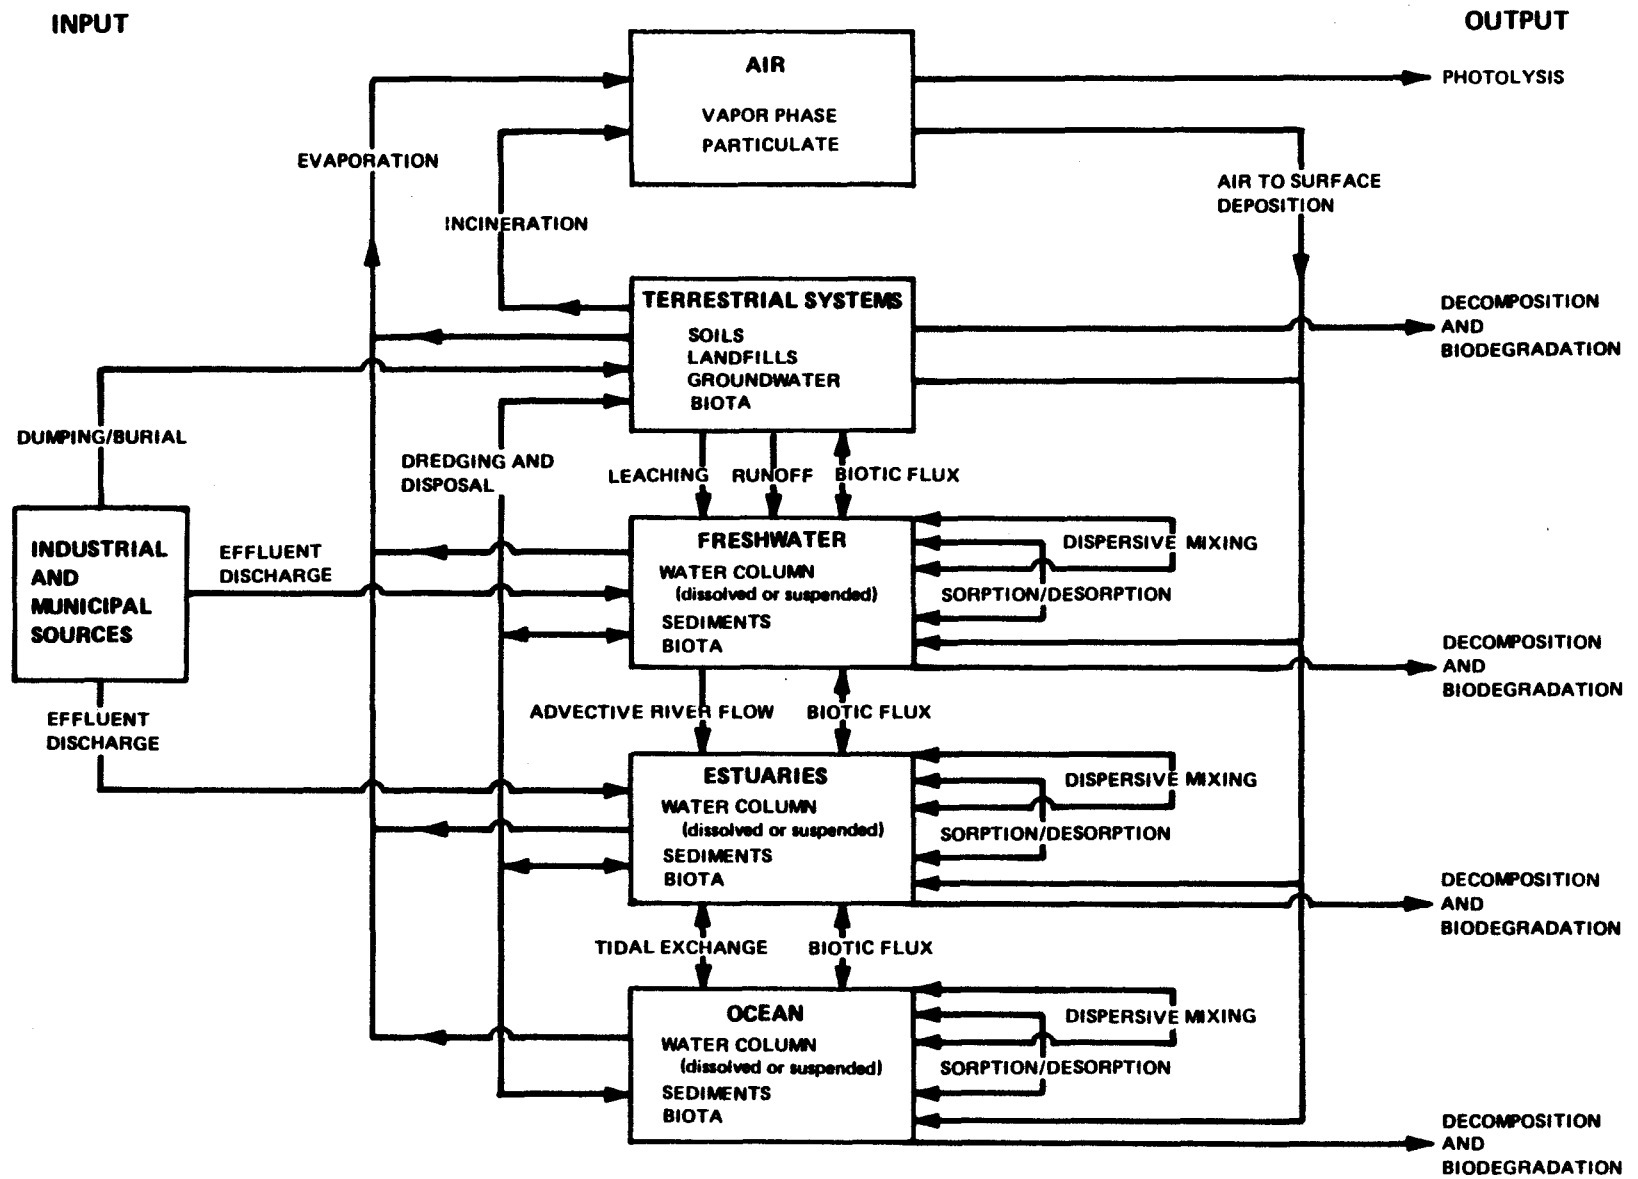 INPUT
OUTPUT
AIR
VAPOR PHASE
PARTICULATE
PHOTOLYSIS
EVAPORATION
INCINERATION
AIR TO SURFACE
DEPOSITION
TERRESTRIAL SYSTEMS
SOILS
LANDFILLS
GROUNDWATER
BIOTA
DECOMPOSITION
AND
BIODEGRADATION
DUMPING/BURIAL
DREDGING AND
DISPOSAL
LEACHING
RUNOFF
BIOTIC FLUX
INDUSTRIAL
AND
MUNICIPAL
SOURCES
EFFLUENT
DISCHARGE
FRESHWATER
WATER COLUMN
(dissolved or suspended)
SEDIMENTS
BIOTA
DISPERSIVE MIXING
SORPTION/DESORPTION
DECOMPOSITION
AND
BIODEGRADATION
EFFLUENT
DISCHARGE
ADVECTIVE RIVER FLOW
BIOTIC FLUX
ESTUARIES
WATER COLUMN
(dissolved or suspended)
SEDIMENTS
BIOTA
DISPERSIVE MIXING
SORPTION/DESORPTION
DECOMPOSITION
AND
BIODEGRADATION
TIDAL EXCHANGE
BIOTIC FLUX
OCEAN
WATER COLUMN
(dissolved or suspended)
SEDIMENTS
BIOTA
DISPERSIVE MIXING
SORPTION/DESORPTION
DECOMPOSITION
AND
BIODEGRADATION